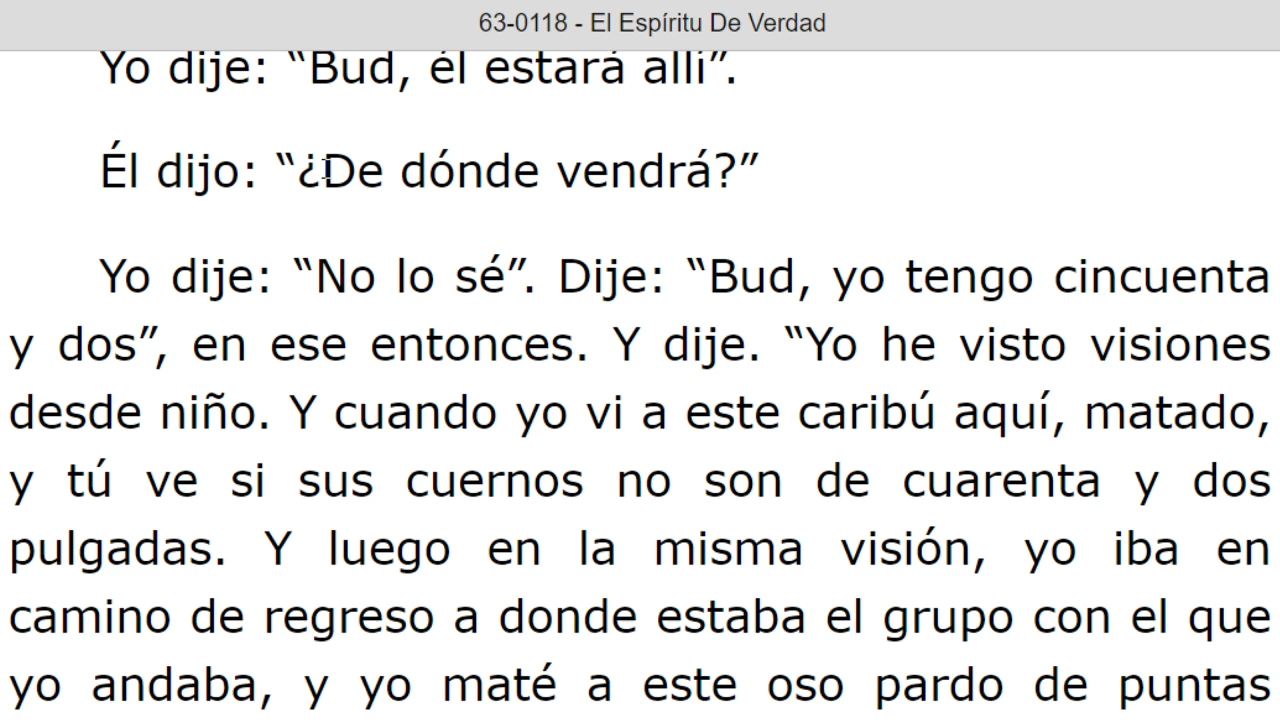 63-0118 - El Espíritu De Verdad
Yo dije: “Bud, él estará allí”.
Él dijo: “¿De dónde vendrá?”
Yo dije: “No lo sé”. Dije: “Bud, yo tengo cincuenta
y dos”, en ese entonces. Y dije. “Yo he visto visiones
desde niño. Y cuando yo vi a este caribú aquí, matado,
y tú ve si sus cuernos no son de cuarenta y dos
pulgadas. Y luego en la misma visión, yo iba en
camino de regreso a donde estaba el grupo con el que
yo andaba, y yo maté a este oso pardo de puntas